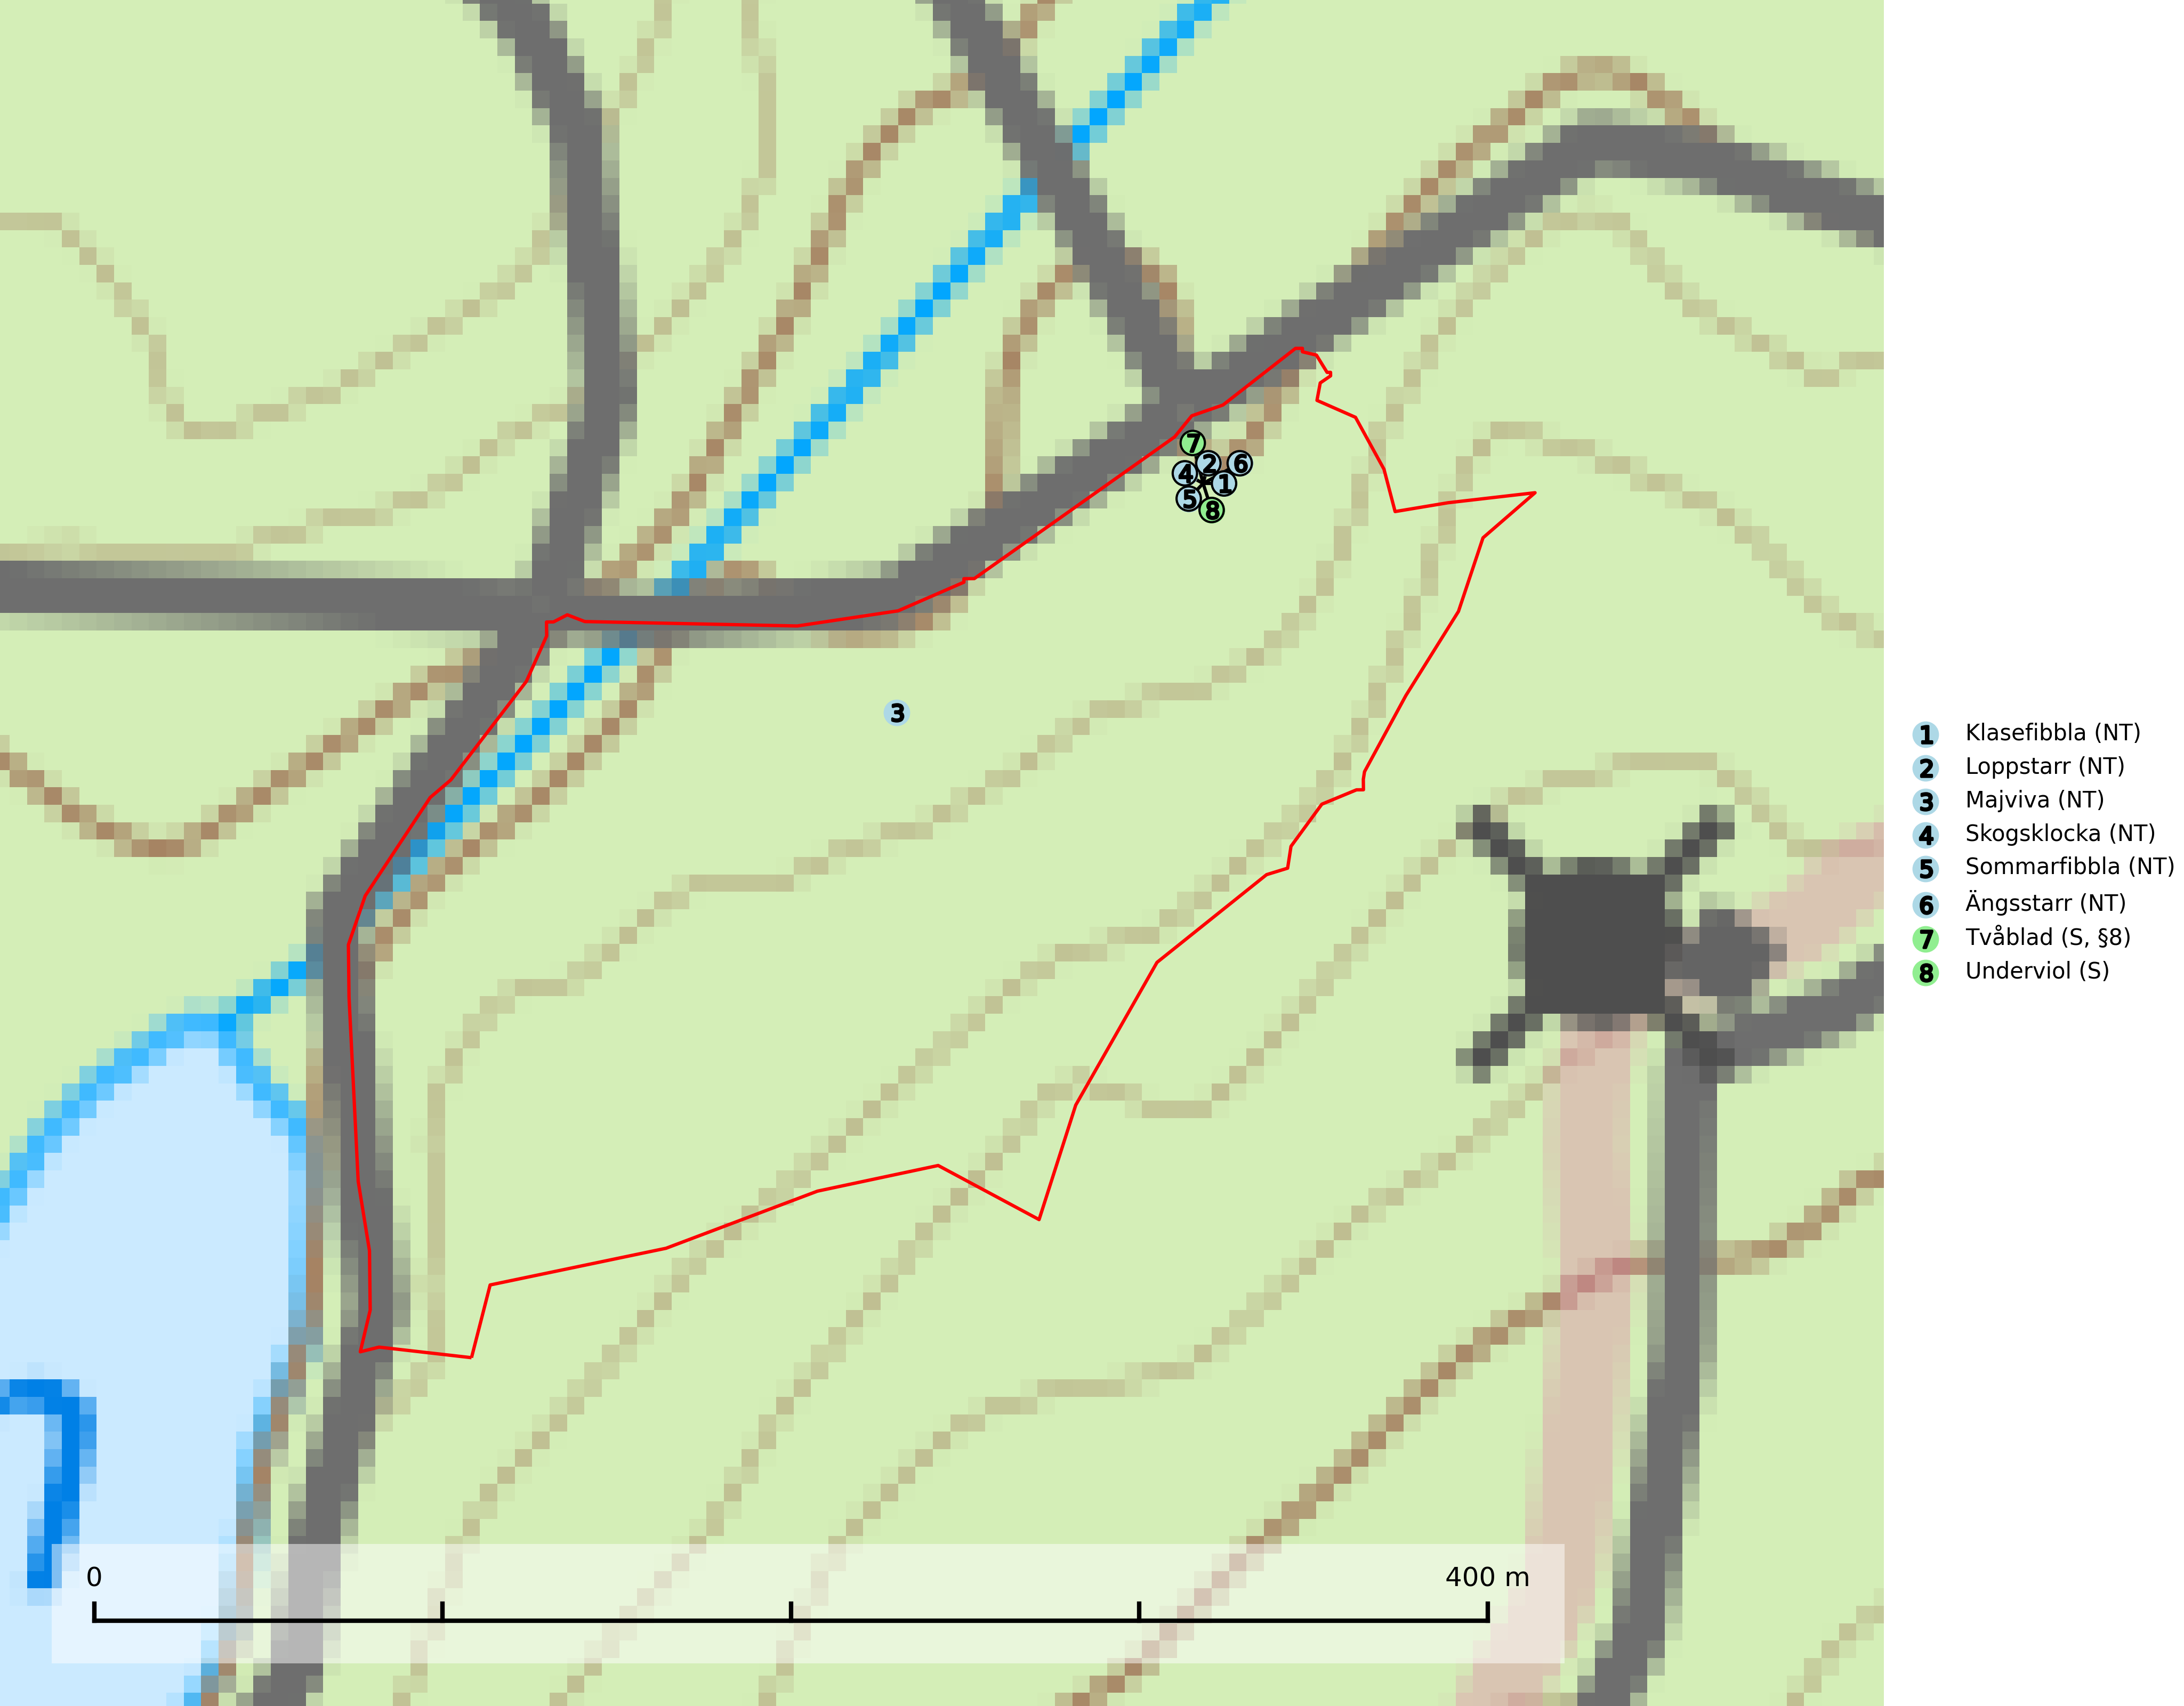 7
2
6
4
1
5
8
3
1 Klasefibbla (NT)
2 Loppstarr (NT)
3 Majviva (NT)
4 Skogsklocka (NT)
5 Sommarfibbla (NT)
6 Ängsstarr (NT)
7 Tvåblad (S, §8)
8 Underviol (S)
0 400 m